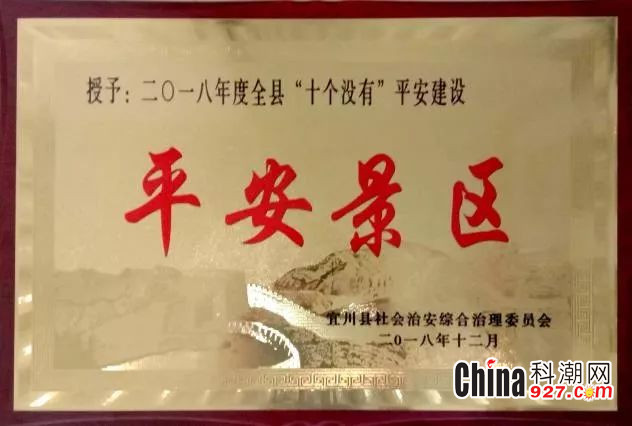 授予：二〇一八年度全县“十个没有”平安建设
平安景区
宜川县社会治安综合治理委员会
二〇一八年十二月
China科潮网
927.com